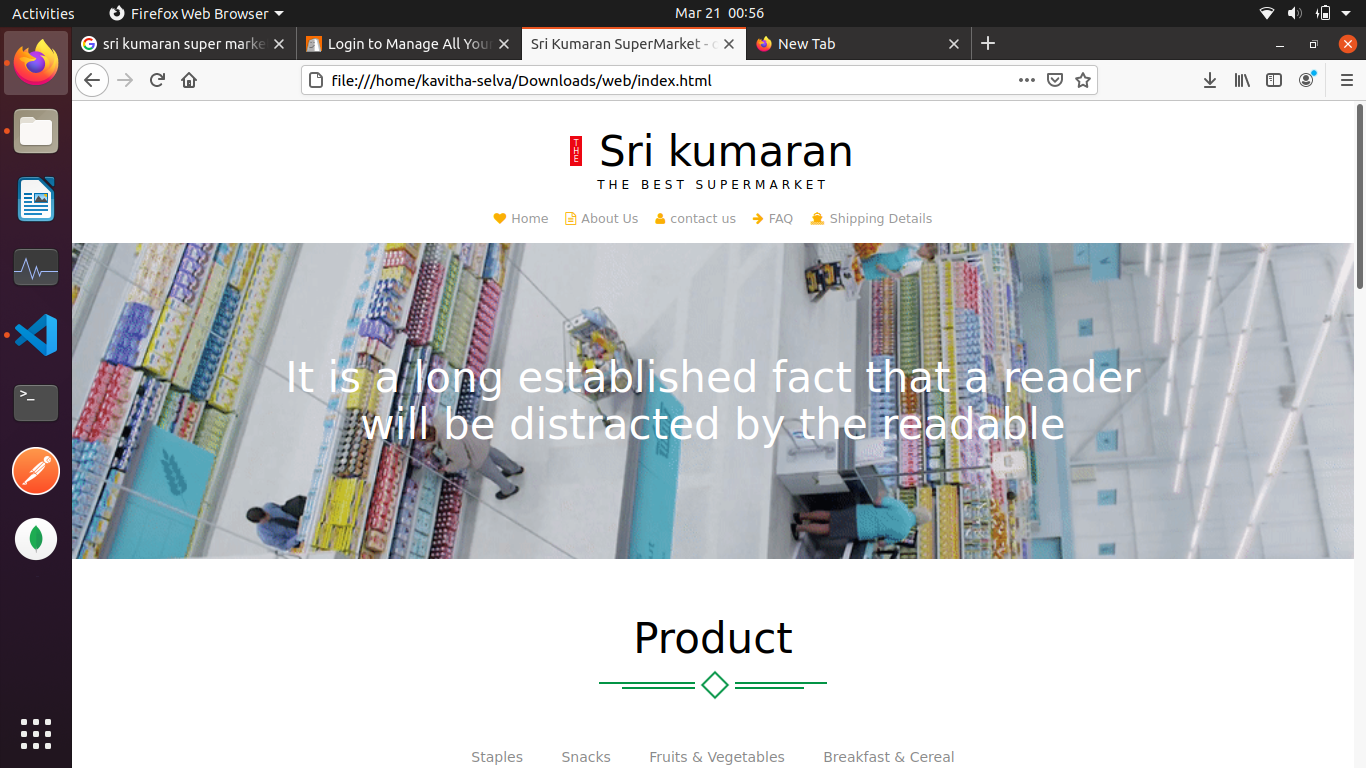 Activities
Firefox Web Browser
Mar 21 00:56
sri kumaran super marke
Login to Manage All You
Sri Kumaran SuperMarket -
New Tab
file:///home/kavitha-selva/Downloads/web/index.html
THE
Sri kumaran
THE BEST SUPERMARKET
Home
About Us
contact us
FAQ
Shipping Details
It is a long established fact that a reader
will be distracted by the readable
Product
Staples
Snacks
Fruits & Vegetables
Breakfast & Cereal